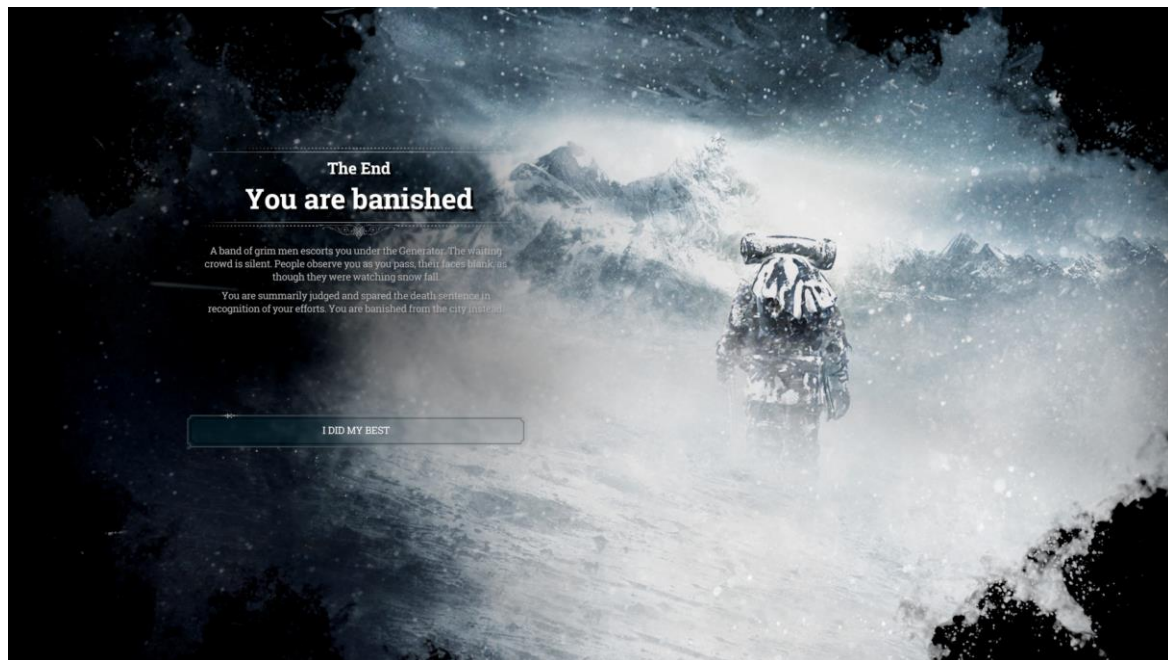 The End
You are banished
A band of grim men escorts you under the Generator. The waiting
crowd is silent. People observe you as you pass, their faces blank, as
though they were watching snow fall.
You are summarily judged and spared the death sentence in
recognition of your efforts. You are banished from the city instead.
I DID MY BEST